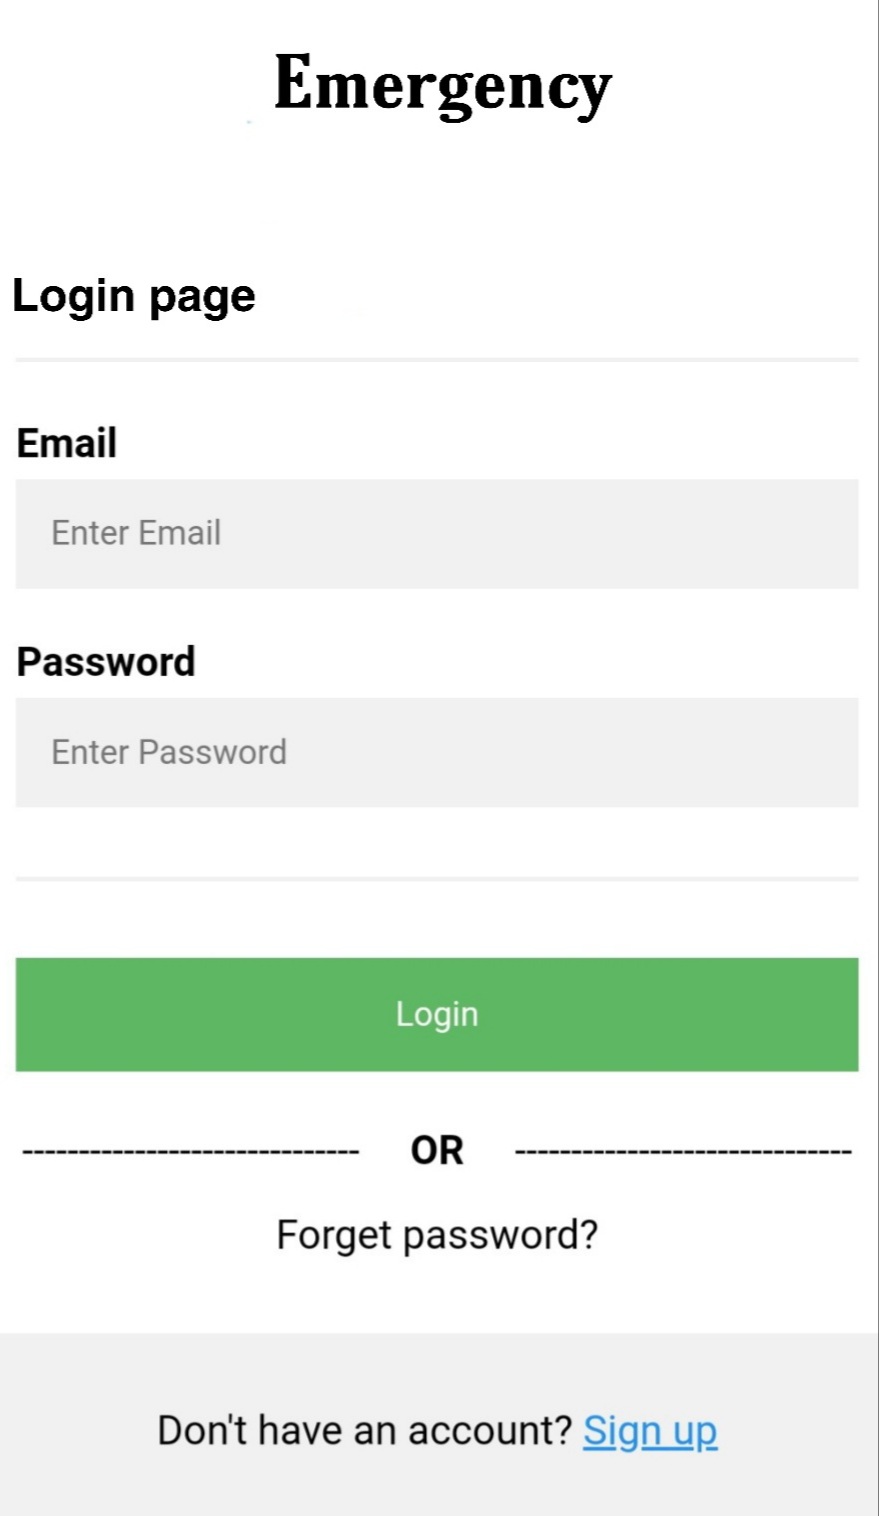 Emergency
Login page
Email
Enter Email
Password
Enter Password
Login
------------------------------ OR ------------------------------
Forget password?
Don't have an account? Sign up